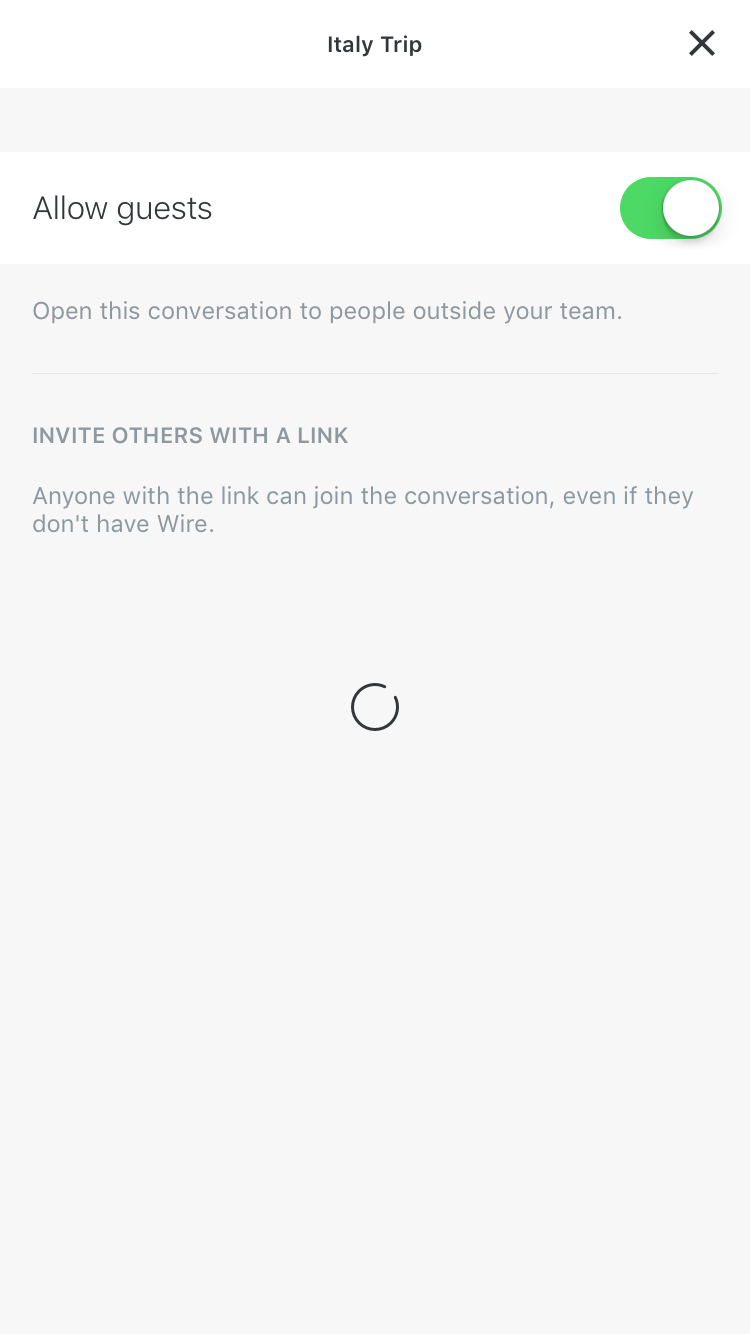 Italy Trip
Allow guests
Open this conversation to people outside your team.
INVITE OTHERS WITH A LINK
Anyone with the link can join the conversation, even if they
don't have Wire.